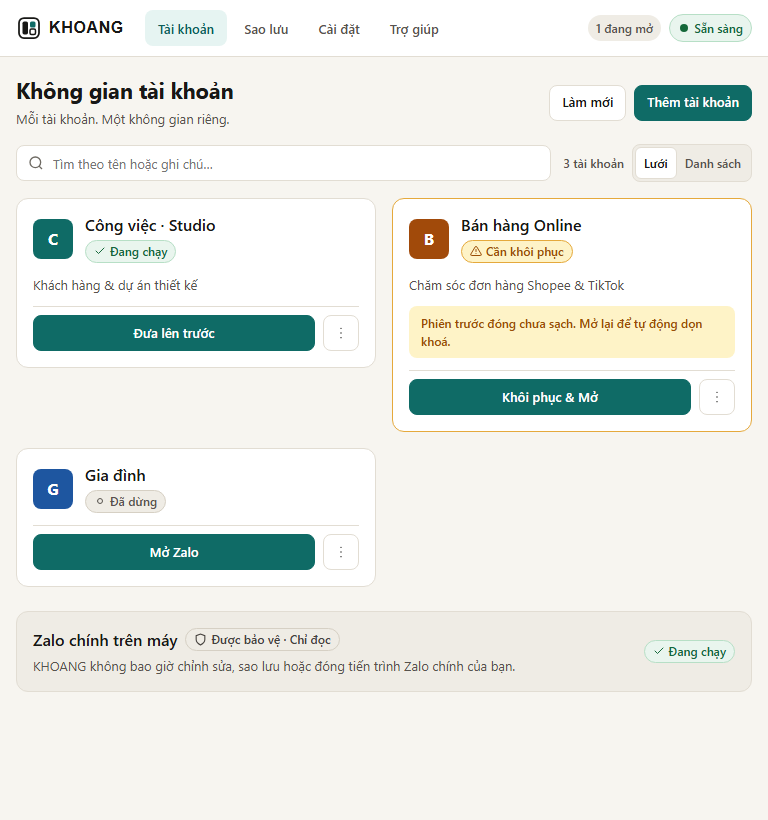 KHOANG
Tài khoản
Sao lưu
Cài đặt
Trợ giúp
1 đang mở
Sẵn sàng
Không gian tài khoản
Mỗi tài khoản. Một không gian riêng.
Làm mới
Thêm tài khoản
Tìm theo tên hoặc ghi chú...
3 tài khoản
Lưới
Danh sách
C
Công việc · Studio
Đang chạy
Khách hàng & dự án thiết kế
Đưa lên trước
B
Bán hàng Online
Cần khôi phục
Chăm sóc đơn hàng Shopee & TikTok
Phiên trước đóng chưa sạch. Mở lại để tự động dọn
khoá.
Khôi phục & Mở
G
Gia đình
Đã dừng
Mở Zalo
Zalo chính trên máy
Được bảo vệ · Chỉ đọc
KHOANG không bao giờ chỉnh sửa, sao lưu hoặc đóng tiến trình Zalo chính của bạn.
Đang chạy